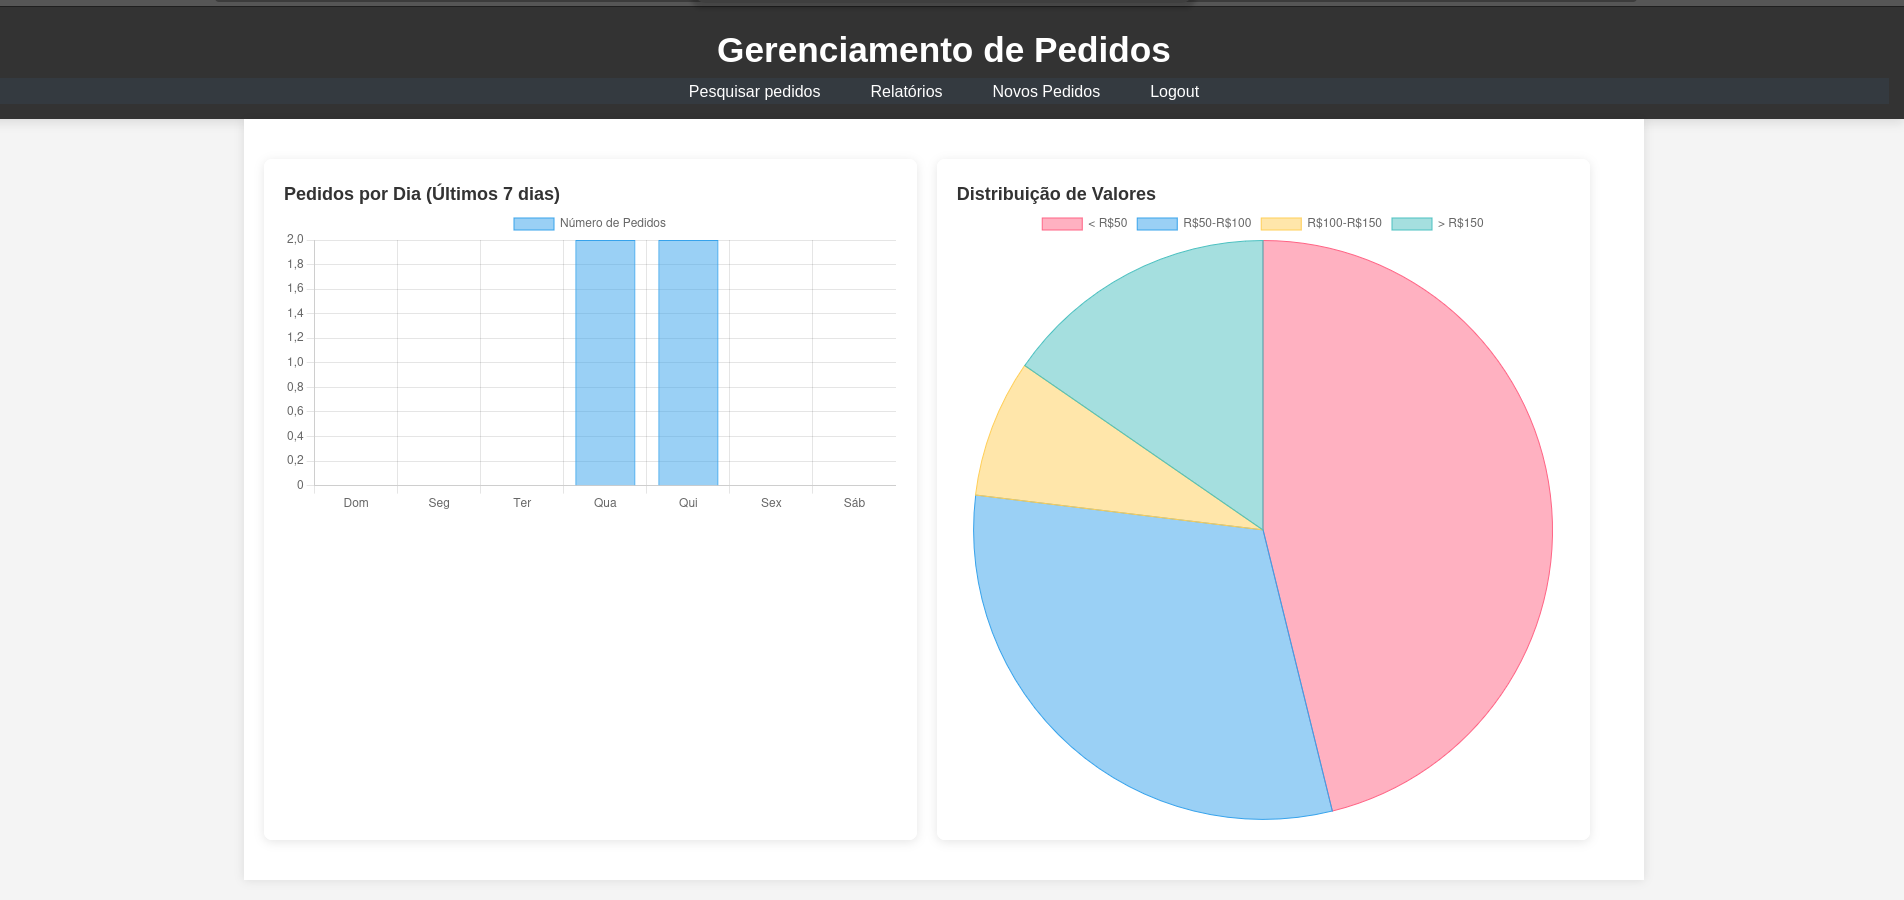 Gerenciamento de Pedidos
Pesquisar pedidos Relatórios Novos Pedidos Logout
Pedidos por Dia (Últimos 7 dias)
Número de Pedidos
2,0
1,8
1,6
1,4
1,2
1,0
0,8
0,6
0,4
0,2
0
Dom Seg Ter Qua Qui Sex Sáb
Distribuição de Valores
< R$50 R$50-R$100 R$100-R$150 > R$150